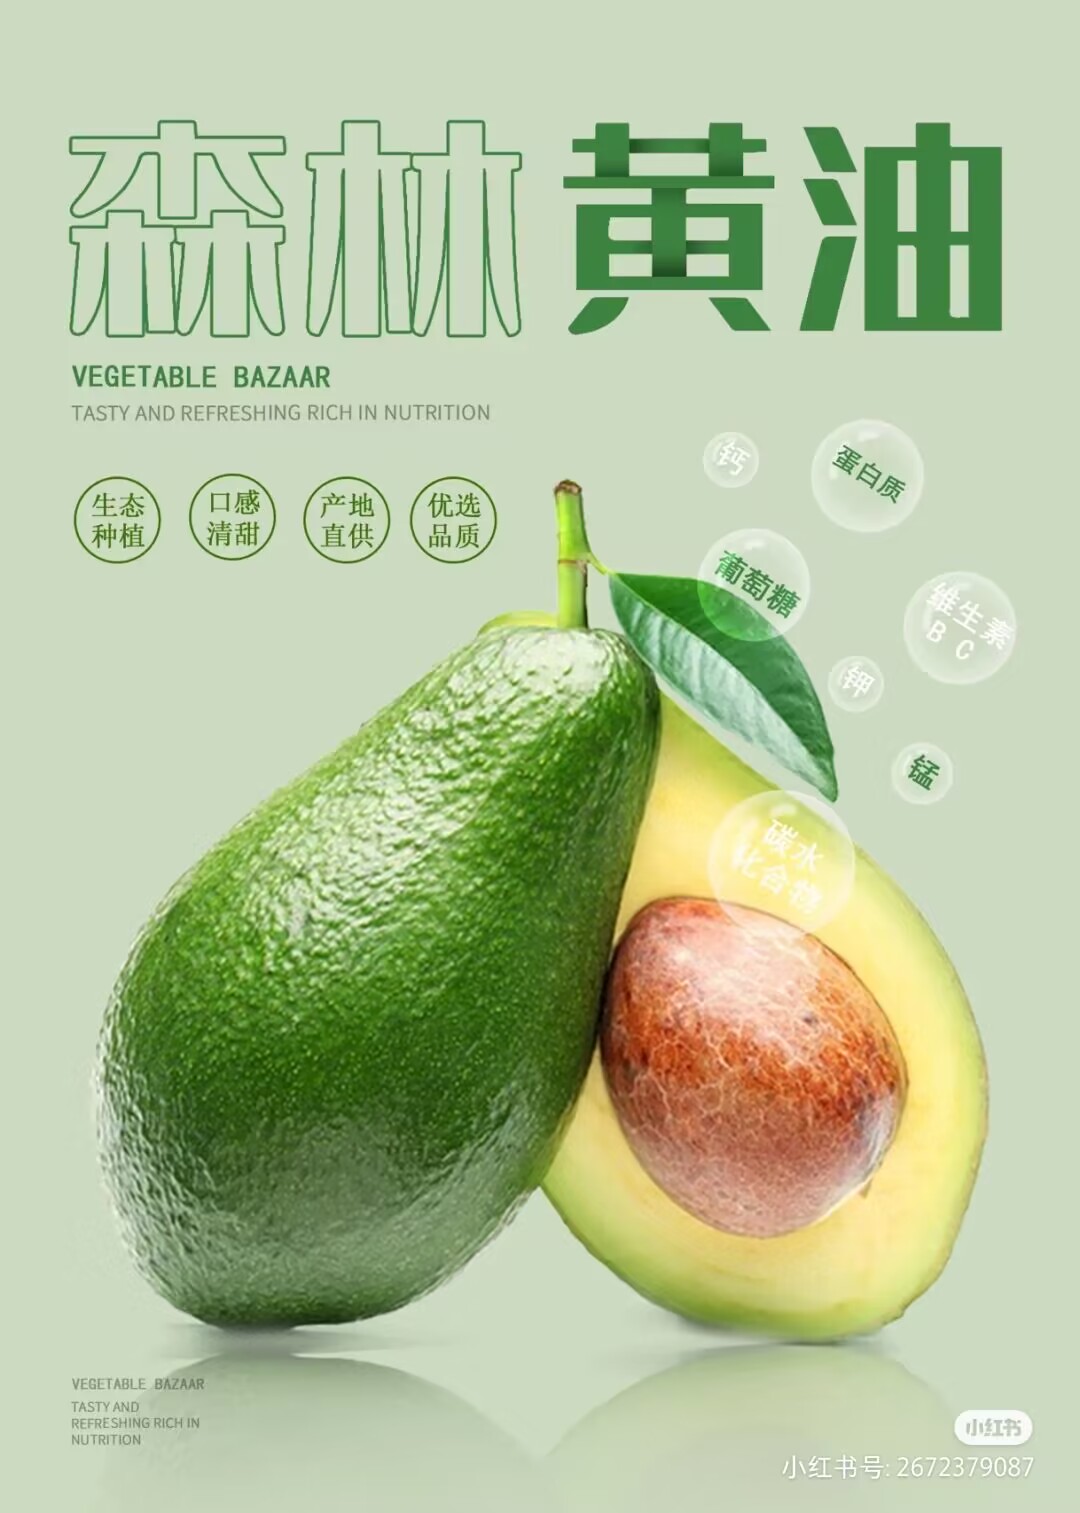 森林黄油
VEGETABLE BAZAAR
TASTY AND REFRESHING RICH IN NUTRITION
生态
种植
口感
清甜
产地
直供
优选
品质
钙
蛋白质
葡萄糖
维生素
B C
钾
锰
碳水
化合物
VEGETABLE BAZAAR
TASTY AND
REFRESHING RICH IN
NUTRITION
小红书
小红书号: 2672379087